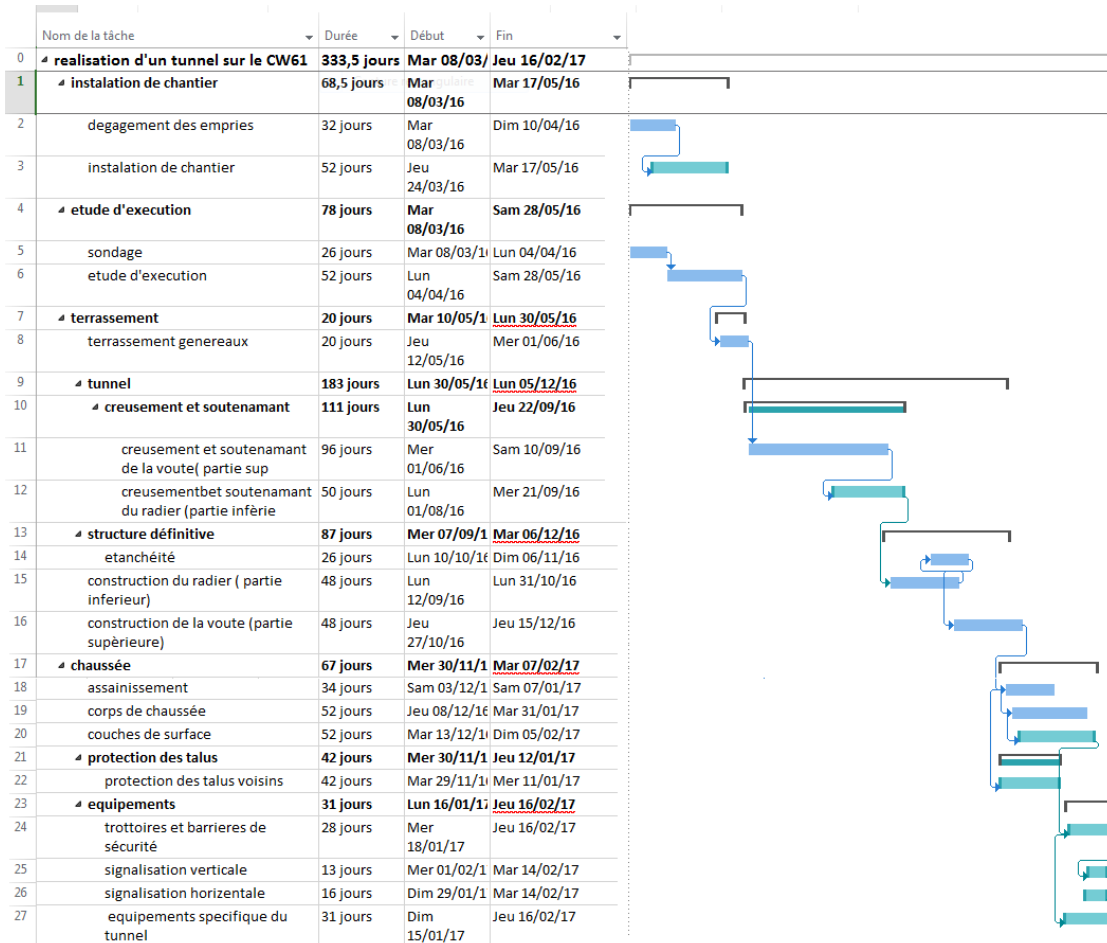 Nom de la tâche Durée Début Fin
0 realisation d'un tunnel sur le CW61 333,5 jours Mar 08/03/ Jeu 16/02/17
1 instalation de chantier 68,5 jours Mar Mar 17/05/16
08/03/16
2 degagement des empries 32 jours Mar Dim 10/04/16
08/03/16
3 instalation de chantier 52 jours Jeu Mar 17/05/16
24/03/16
4 etude d'execution 78 jours Mar Sam 28/05/16
08/03/16
5 sondage 26 jours Mar 08/03/1 Lun 04/04/16
6 etude d'execution 52 jours Lun Sam 28/05/16
04/04/16
7 terrassement 20 jours Mar 10/05/1 Lun 30/05/16
8 terrassement genereaux 20 jours Jeu Mer 01/06/16
12/05/16
9 tunnel 183 jours Lun 30/05/16 Lun 05/12/16
10 creusement et soutenamant 111 jours Lun Jeu 22/09/16
30/05/16
11 creusement et soutenamant 96 jours Mer Sam 10/09/16
de la voute( partie sup 01/06/16
12 creusementbet soutenamant 50 jours Lun Mer 21/09/16
du radier (partie infèrie 01/08/16
13 structure définitive 87 jours Mer 07/09/1 Mar 06/12/16
14 etanchéité 26 jours Lun 10/10/16 Dim 06/11/16
15 construction du radier ( partie 48 jours Lun Lun 31/10/16
inferieur) 12/09/16
16 construction de la voute (partie 48 jours Jeu Jeu 15/12/16
supèrieure) 27/10/16
17 chaussée 67 jours Mer 30/11/1 Mar 07/02/17
18 assainissement 34 jours Sam 03/12/1 Sam 07/01/17
19 corps de chaussée 52 jours Jeu 08/12/16 Mar 31/01/17
20 couches de surface 52 jours Mar 13/12/1 Dim 05/02/17
21 protection des talus 42 jours Mer 30/11/1 Jeu 12/01/17
22 protection des talus voisins 42 jours Mar 29/11/1 Mer 11/01/17
23 equipements 31 jours Lun 16/01/17 Jeu 16/02/17
24 trottoires et barrieres de 28 jours Mer Jeu 16/02/17
sécurité 18/01/17
25 signalisation verticale 13 jours Mer 01/02/1 Mar 14/02/17
26 signalisation horizentale 16 jours Dim 29/01/1 Mar 14/02/17
27 equipements specifique du 31 jours Dim Jeu 16/02/17
tunnel 15/01/17